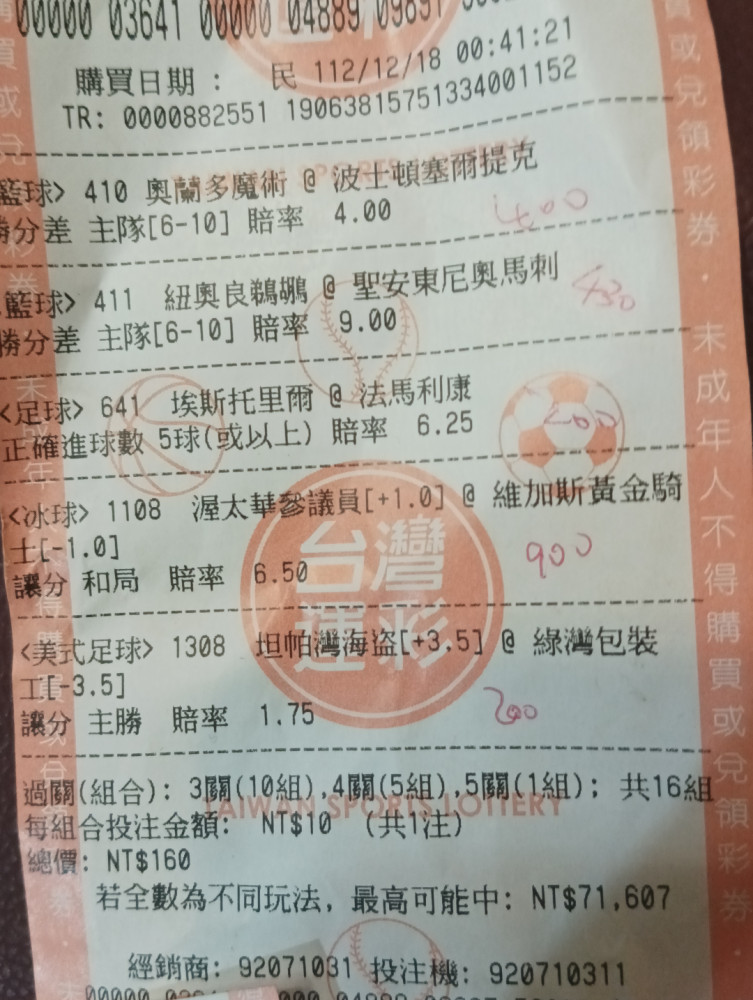 00000 03641 00000 04889 09891
購買日期： 民 112/12/18 00:41:21
TR: 0000882551 19063815751334001152
籃球> 410 奧蘭多魔術 @ 波士頓塞爾提克
勝分差 主隊[6-10] 賠率 4.00
400
籃球> 411 紐奧良鵜鶘 @ 聖安東尼奧馬刺
勝分差 主隊[6-10] 賠率 9.00
430
<足球> 641 埃斯托里爾 @ 法馬利康
正確進球數 5球(或以上) 賠率 6.25
<冰球> 1108 渥太華參議員[+1.0] @ 維加斯黃金騎
士[-1.0]
讓分 和局 賠率 6.50
900
台灣
運彩
<美式足球> 1308 坦帕灣海盜[+3.5] @ 綠灣包裝
工[-3.5]
讓分 主勝 賠率 1.75
200
過關(組合): 3關(10組),4關(5組),5關(1組); 共16組
TAIWAN SPORTS LOTTERY
每組合投注金額: NT$10 (共1注)
總價: NT$160
若全數為不同玩法, 最高可能中: NT$71,607
經銷商: 92071031 投注機: 920710311
買或兌領彩券．未成年人不得購買或兌領彩券